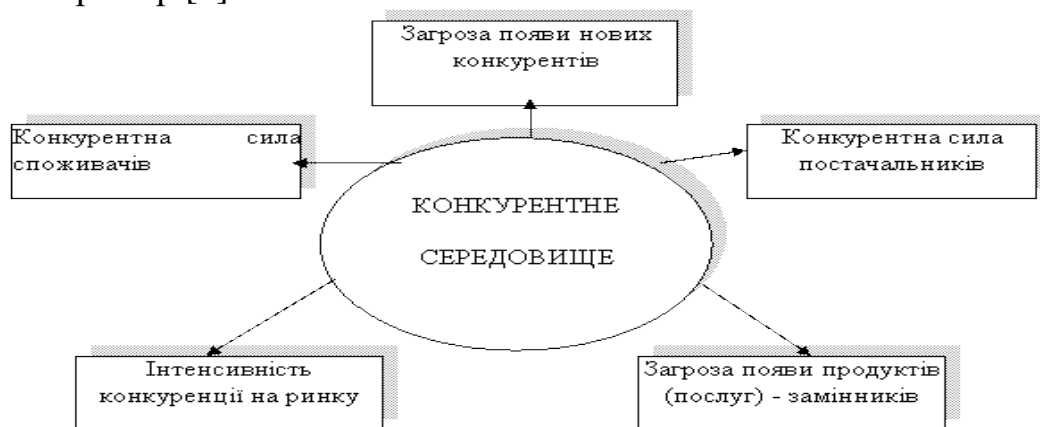 Загроза появи нових
конкурентів
Конкурентна сила
споживачів
Конкурентна сила
постачальників
КОНКУРЕНТНЕ
СЕРЕДОВИЩЕ
Інтенсивність
конкуренції на ринку
Загроза появи продуктів
(послуг) - замінників